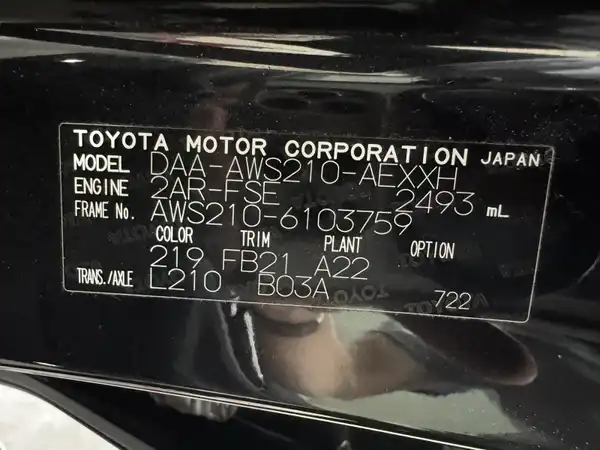 TOYOTA MOTOR CORPORATION JAPAN
MODEL DAA-AWS210-AEXXH
ENGINE 2AR-FSE 2493 mL
FRAME No. AWS210-6103759
COLOR TRIM PLANT OPTION
219 FB21 A22
TRANS./AXLE L210 B03A
722